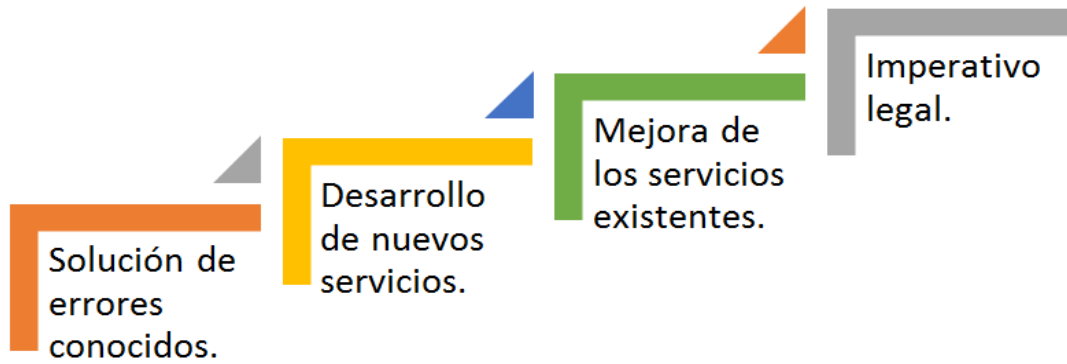 Solución de
errores
conocidos.
Desarrollo
de nuevos
servicios.
Mejora de
los servicios
existentes.
Imperativo
legal.